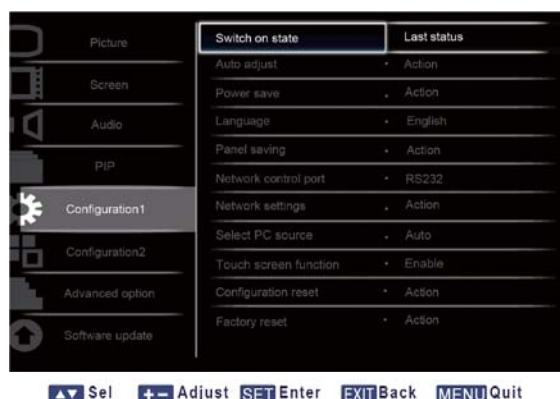 Picture
Screen
Audio
PIP
Configuration1
Configuration2
Advanced option
Software update
Switch on state Last status
Auto adjust • Action
Power save • Action
Language • English
Panel saving • Action
Network control port • RS232
Network settings • Action
Select PC source • Auto
Touch screen function • Enable
Configuration reset • Action
Factory reset • Action
▲▼ Sel + − Adjust SET Enter EXIT Back MENU Quit